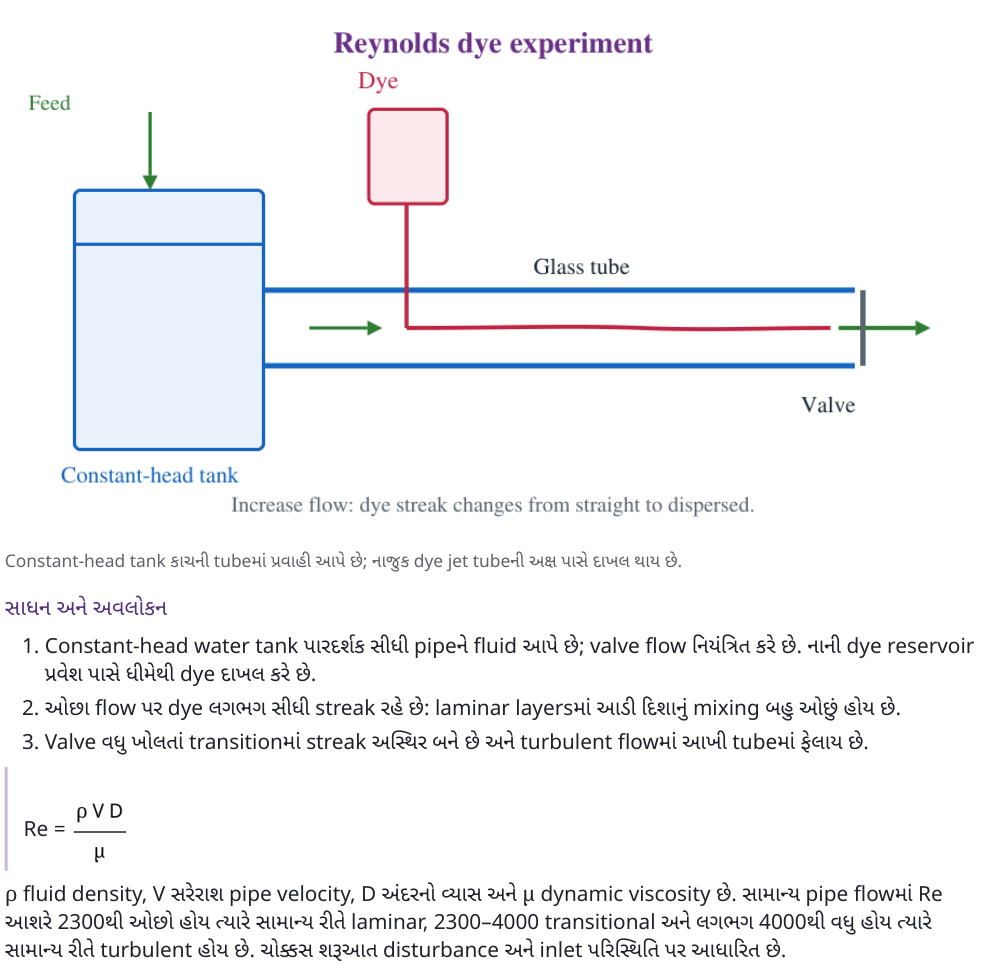 Reynolds dye experiment
Dye
Feed
Glass tube
Valve
Constant-head tank
Increase flow: dye streak changes from straight to dispersed.
Constant-head tank કાચની tubeમાં પ્રવાહી આપે છે; નાજુક dye jet tubeની અક્ષ પાસે દાખલ થાય છે.
સાધન અને અવલોકન
1. Constant-head water tank પારદર્શક સીધી pipeને fluid આપે છે; valve flow નિયંત્રિત કરે છે. નાની dye reservoir
પ્રવેશ પાસે ધીમેથી dye દાખલ કરે છે.
2. ઓછા flow પર dye લગભગ સીધી streak રહે છે: laminar layersમાં આડી દિશાનું mixing બહુ ઓછું હોય છે.
3. Valve વધુ ખોલતાં transitionમાં streak અસ્થિર બને છે અને turbulent flowમાં આખી tubeમાં ફેલાય છે.
Re = ρ V D / μ
ρ fluid density, V સરેરાશ pipe velocity, D અંદરનો વ્યાસ અને μ dynamic viscosity છે. સામાન્ય pipe flowમાં Re
આશરે 2300થી ઓછો હોય ત્યારે સામાન્ય રીતે laminar, 2300–4000 transitional અને લગભગ 4000થી વધુ હોય ત્યારે
સામાન્ય રીતે turbulent હોય છે. ચોક્કસ શરૂઆત disturbance અને inlet પરિસ્થિતિ પર આધારિત છે.